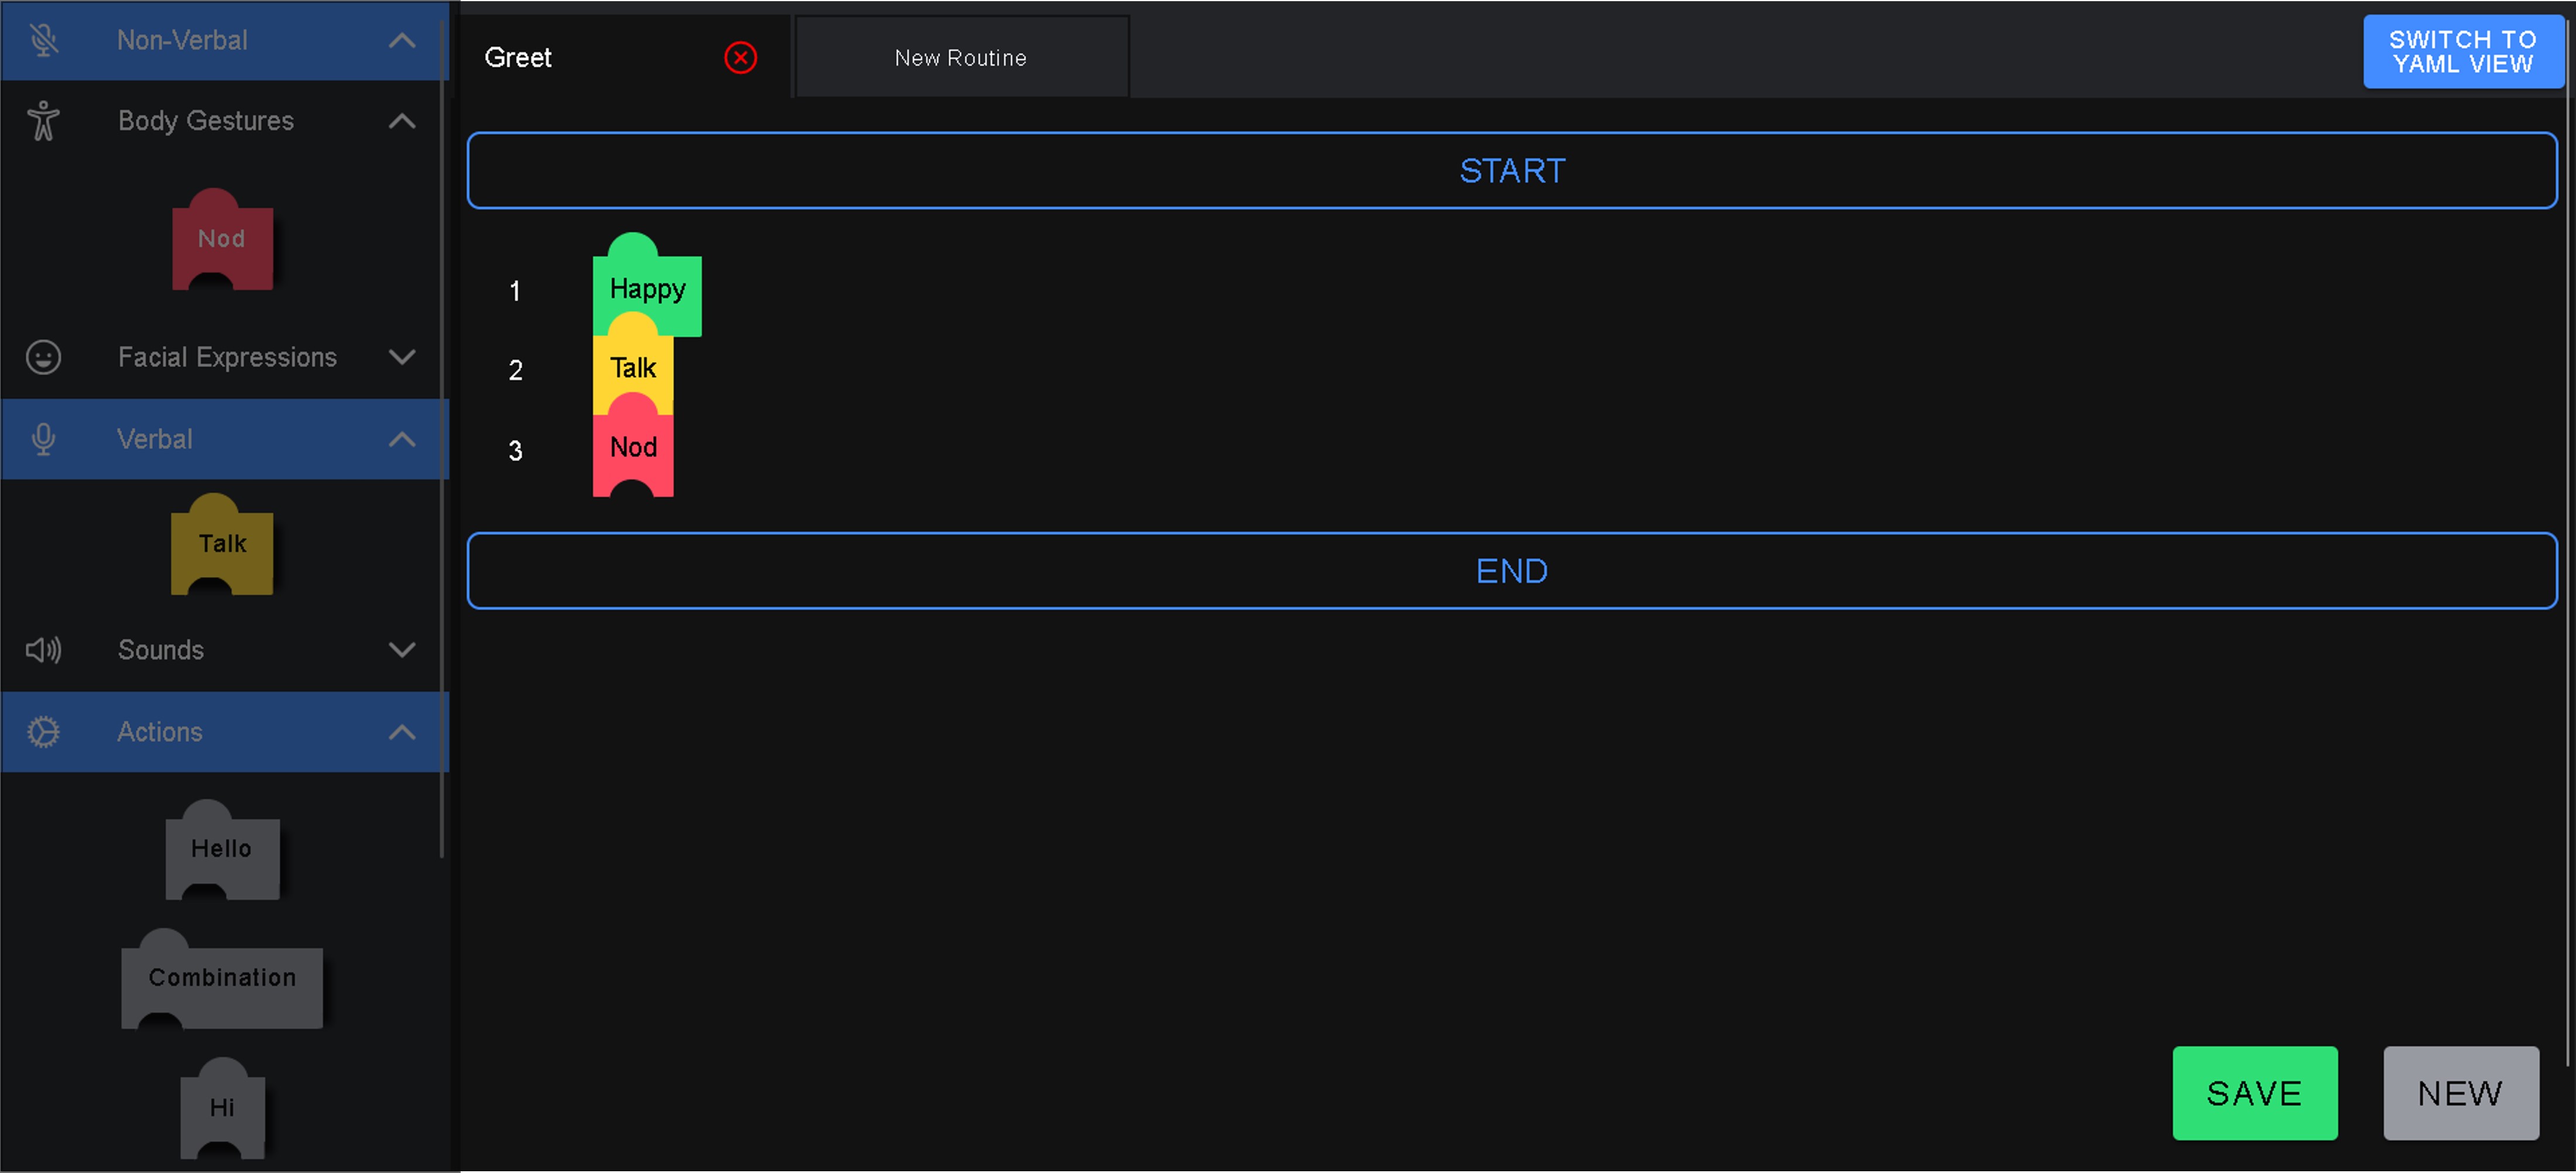 Non-Verbal
Body Gestures
Nod
Facial Expressions
Verbal
Talk
Sounds
Actions
Hello
Combination
Hi
Greet
New Routine
SWITCH TO
YAML VIEW
START
1 Happy
2 Talk
3 Nod
END
SAVE NEW